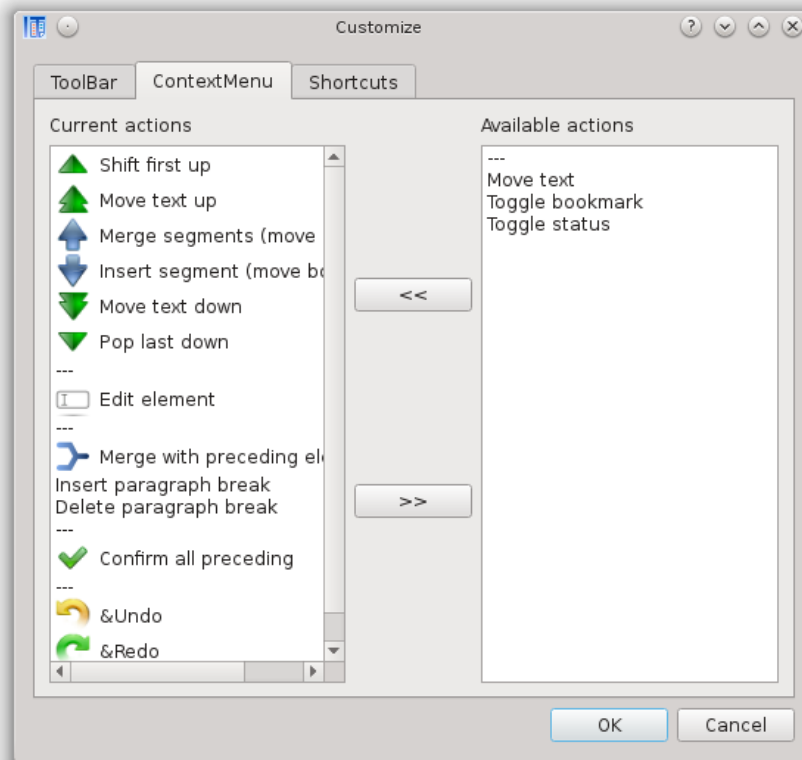 Customize
ToolBar
ContextMenu
Shortcuts
Current actions
Shift first up
Move text up
Merge segments (move
Insert segment (move bo
Move text down
Pop last down
---
Edit element
---
Merge with preceding ele
Insert paragraph break
Delete paragraph break
---
Confirm all preceding
---
&Undo
&Redo
<<
>>
Available actions
---
Move text
Toggle bookmark
Toggle status
OK
Cancel